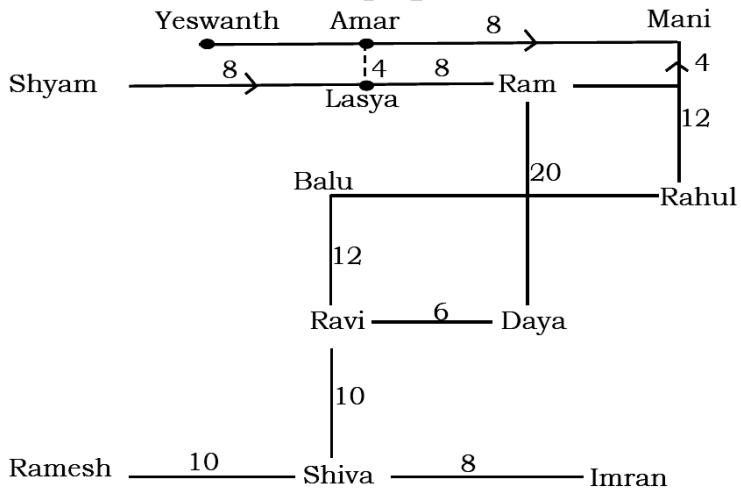 Yeswanth Amar Mani
8
Shyam 8 4 8 Ram 4
Lasya
12
Balu 20 Rahul
12
Ravi 6 Daya
10
Ramesh 10 Shiva 8 Imran